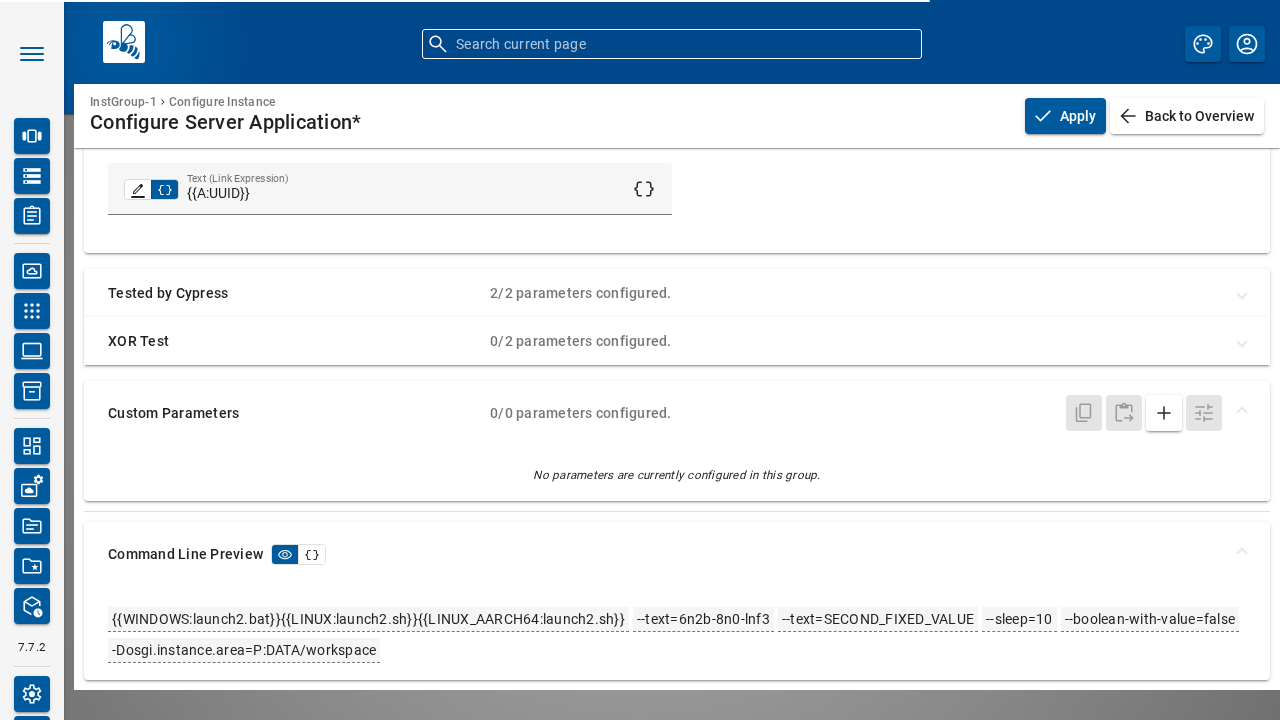 Search current page
InstGroup-1 › Configure Instance
Configure Server Application*
Apply
Back to Overview
Text (Link Expression)
{{A:UUID}}
Tested by Cypress
2/2 parameters configured.
XOR Test
0/2 parameters configured.
Custom Parameters
0/0 parameters configured.
No parameters are currently configured in this group.
Command Line Preview
{{WINDOWS:launch2.bat}}{{LINUX:launch2.sh}}{{LINUX_AARCH64:launch2.sh}} --text=6n2b-8n0-lnf3 --text=SECOND_FIXED_VALUE --sleep=10 --boolean-with-value=false
-Dosgi.instance.area=P:DATA/workspace
7.7.2